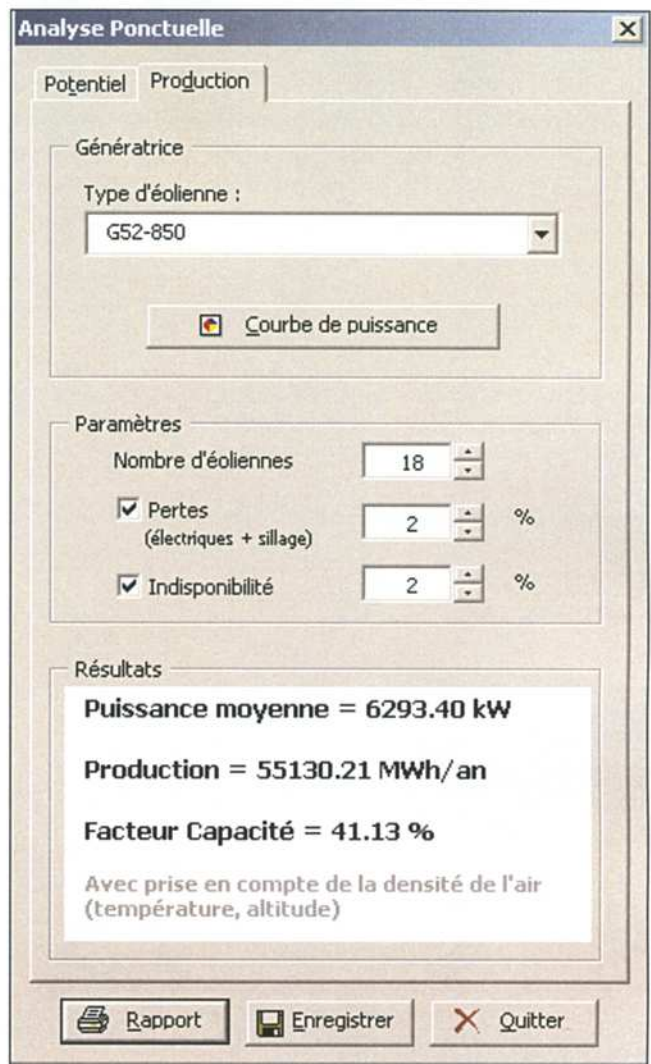 Analyse Ponctuelle
Potentiel Production
Génératrice
Type d'éolienne :
G52-850
Courbe de puissance
Paramètres
Nombre d'éoliennes 18
Pertes 2 %
(électriques + sillage)
Indisponibilité 2 %
Résultats
Puissance moyenne = 6293.40 kW
Production = 55130.21 MWh/an
Facteur Capacité = 41.13 %
Avec prise en compte de la densité de l'air
(température, altitude)
Rapport Enregistrer Quitter